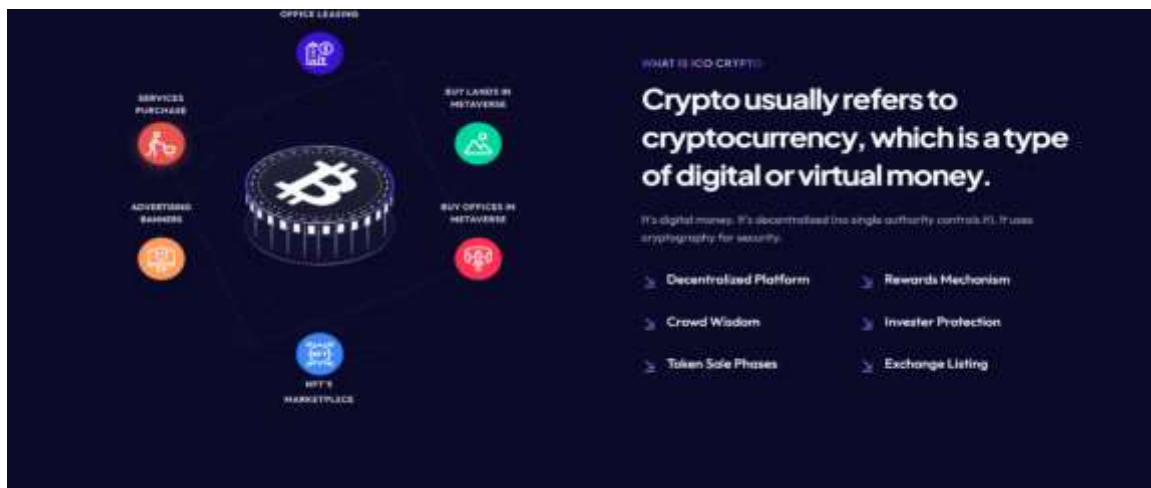 OFFICE LEASING
SERVICES
PURCHASE
BUY LANDS IN
METAVERSE
ADVERTISING
BANNERS
BUY OFFICES IN
METAVERSE
NFT'S
MARKETPLACE
WHAT IS ICO CRYPTO
Crypto usually refers to
cryptocurrency, which is a type
of digital or virtual money.
It's digital money. It's decentralized (no single authority controls it). It uses
cryptography for security.
Decentralized Platform
Rewards Mechanism
Crowd Wisdom
Invester Protection
Token Sale Phases
Exchange Listing